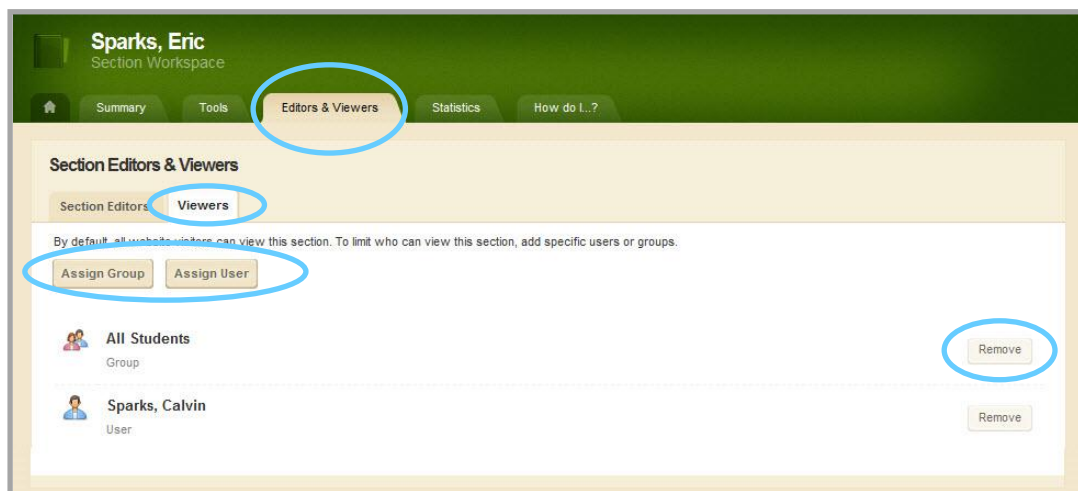 Sparks, Eric
Section Workspace
Summary Tools Editors & Viewers Statistics How do I...?
Section Editors & Viewers
Section Editors Viewers
By default, all website visitors can view this section. To limit who can view this section, add specific users or groups.
Assign Group Assign User
All Students
Group
Remove
Sparks, Calvin
User
Remove